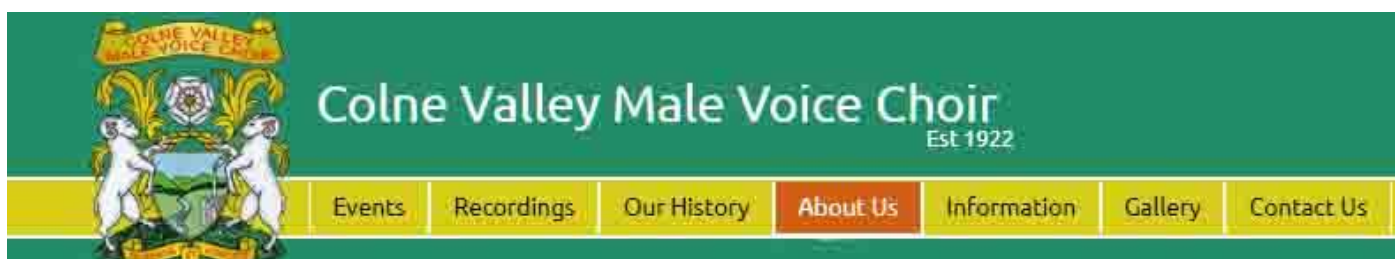 COLNE VALLEY
MALE VOICE CHOIR
Colne Valley Male Voice Choir
Est 1922
Events
Recordings
Our History
About Us
Information
Gallery
Contact Us